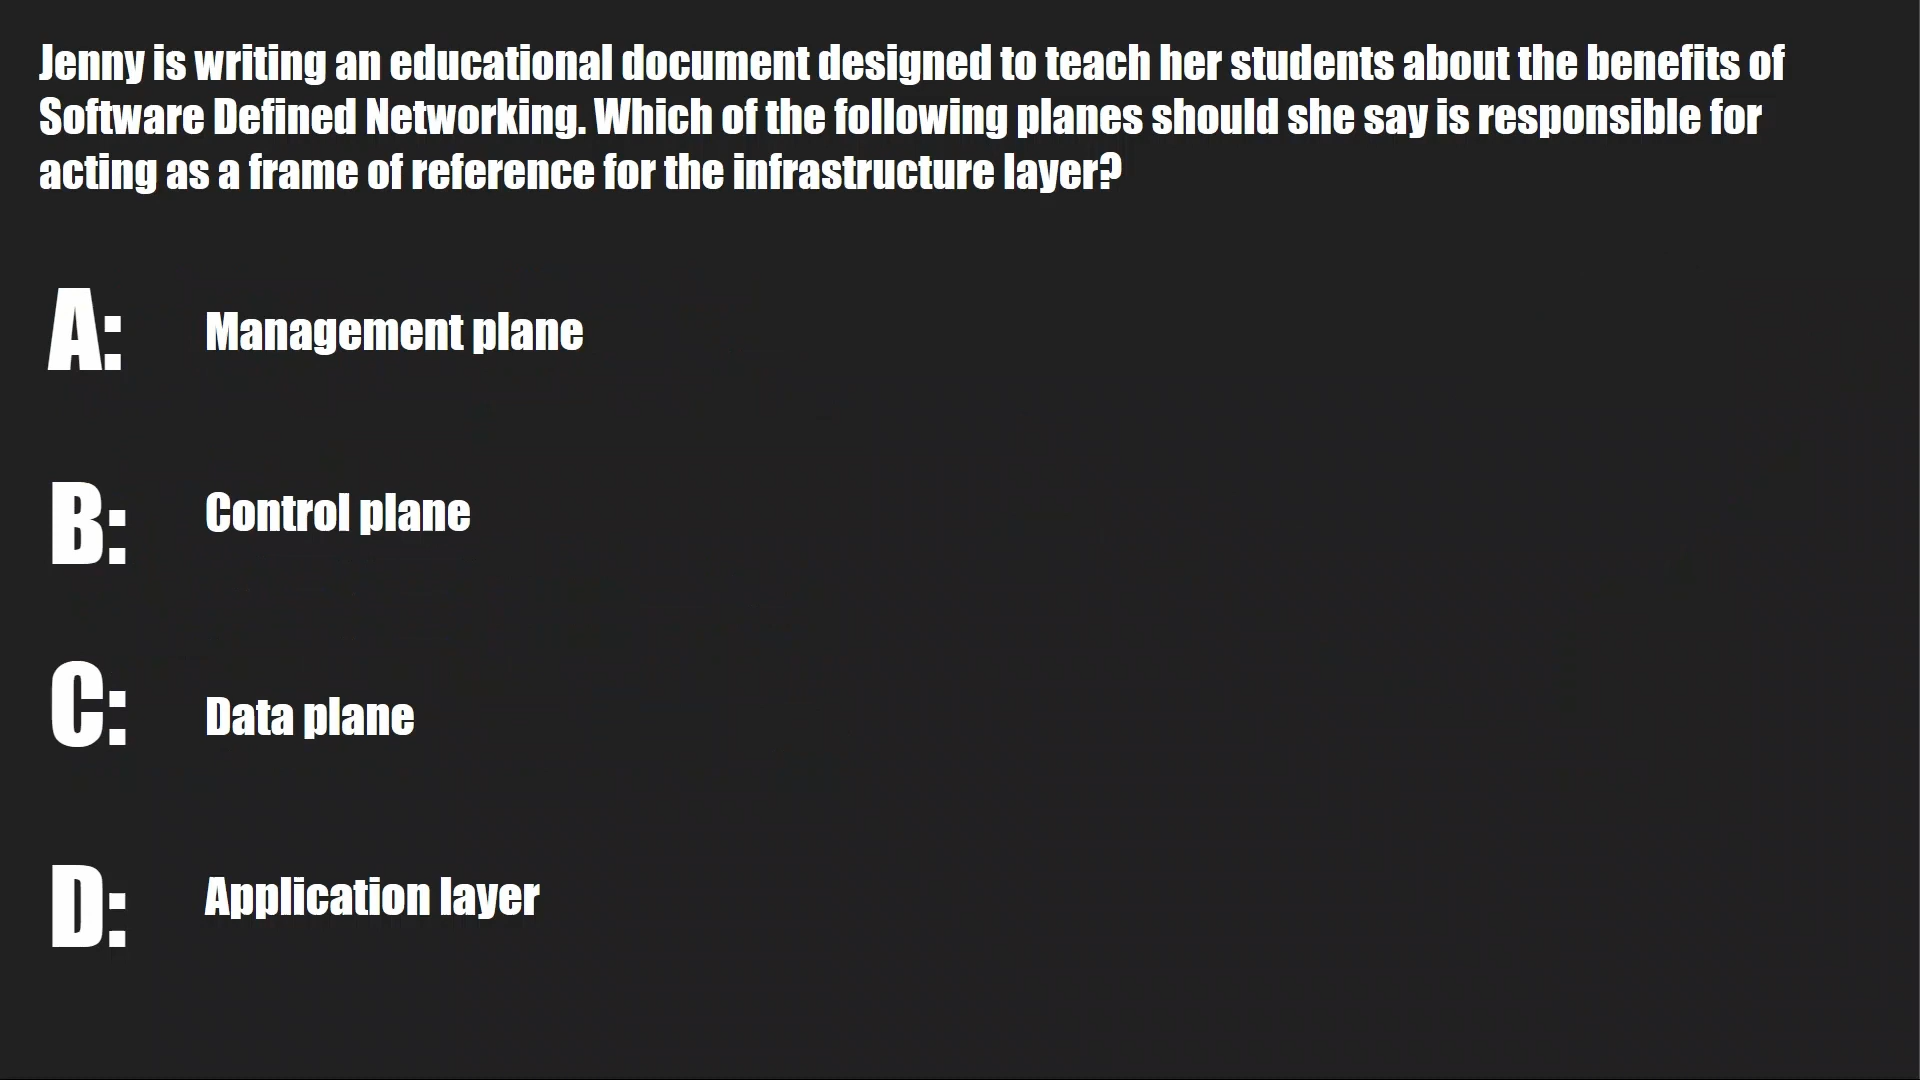 Jenny is writing an educational document designed to teach her students about the benefits of
Software Defined Networking. Which of the following planes should she say is responsible for
acting as a frame of reference for the infrastructure layer?
A: Management plane
B: Control plane
C: Data plane
D: Application layer